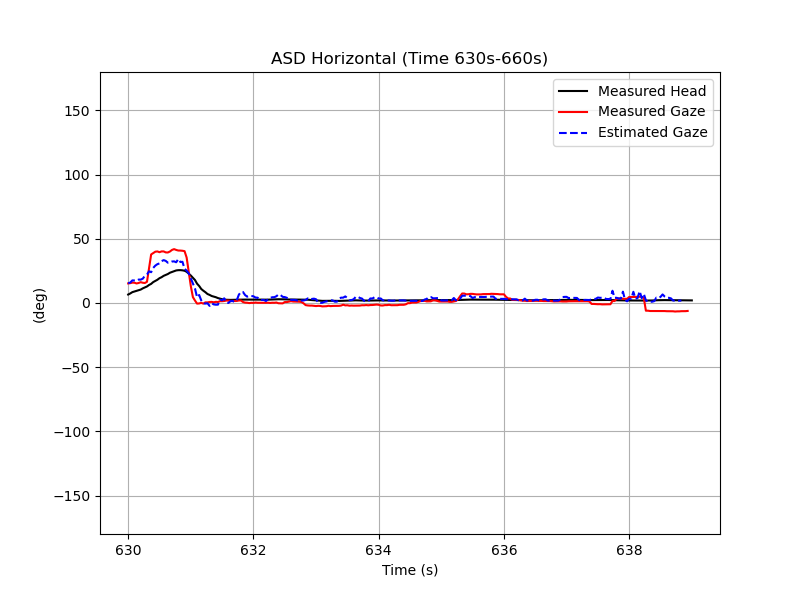 ASD Horizontal (Time 630s-660s)
Measured Head
Measured Gaze
Estimated Gaze
150
100
50
0
−50
−100
−150
(deg)
630
632
634
636
638
Time (s)